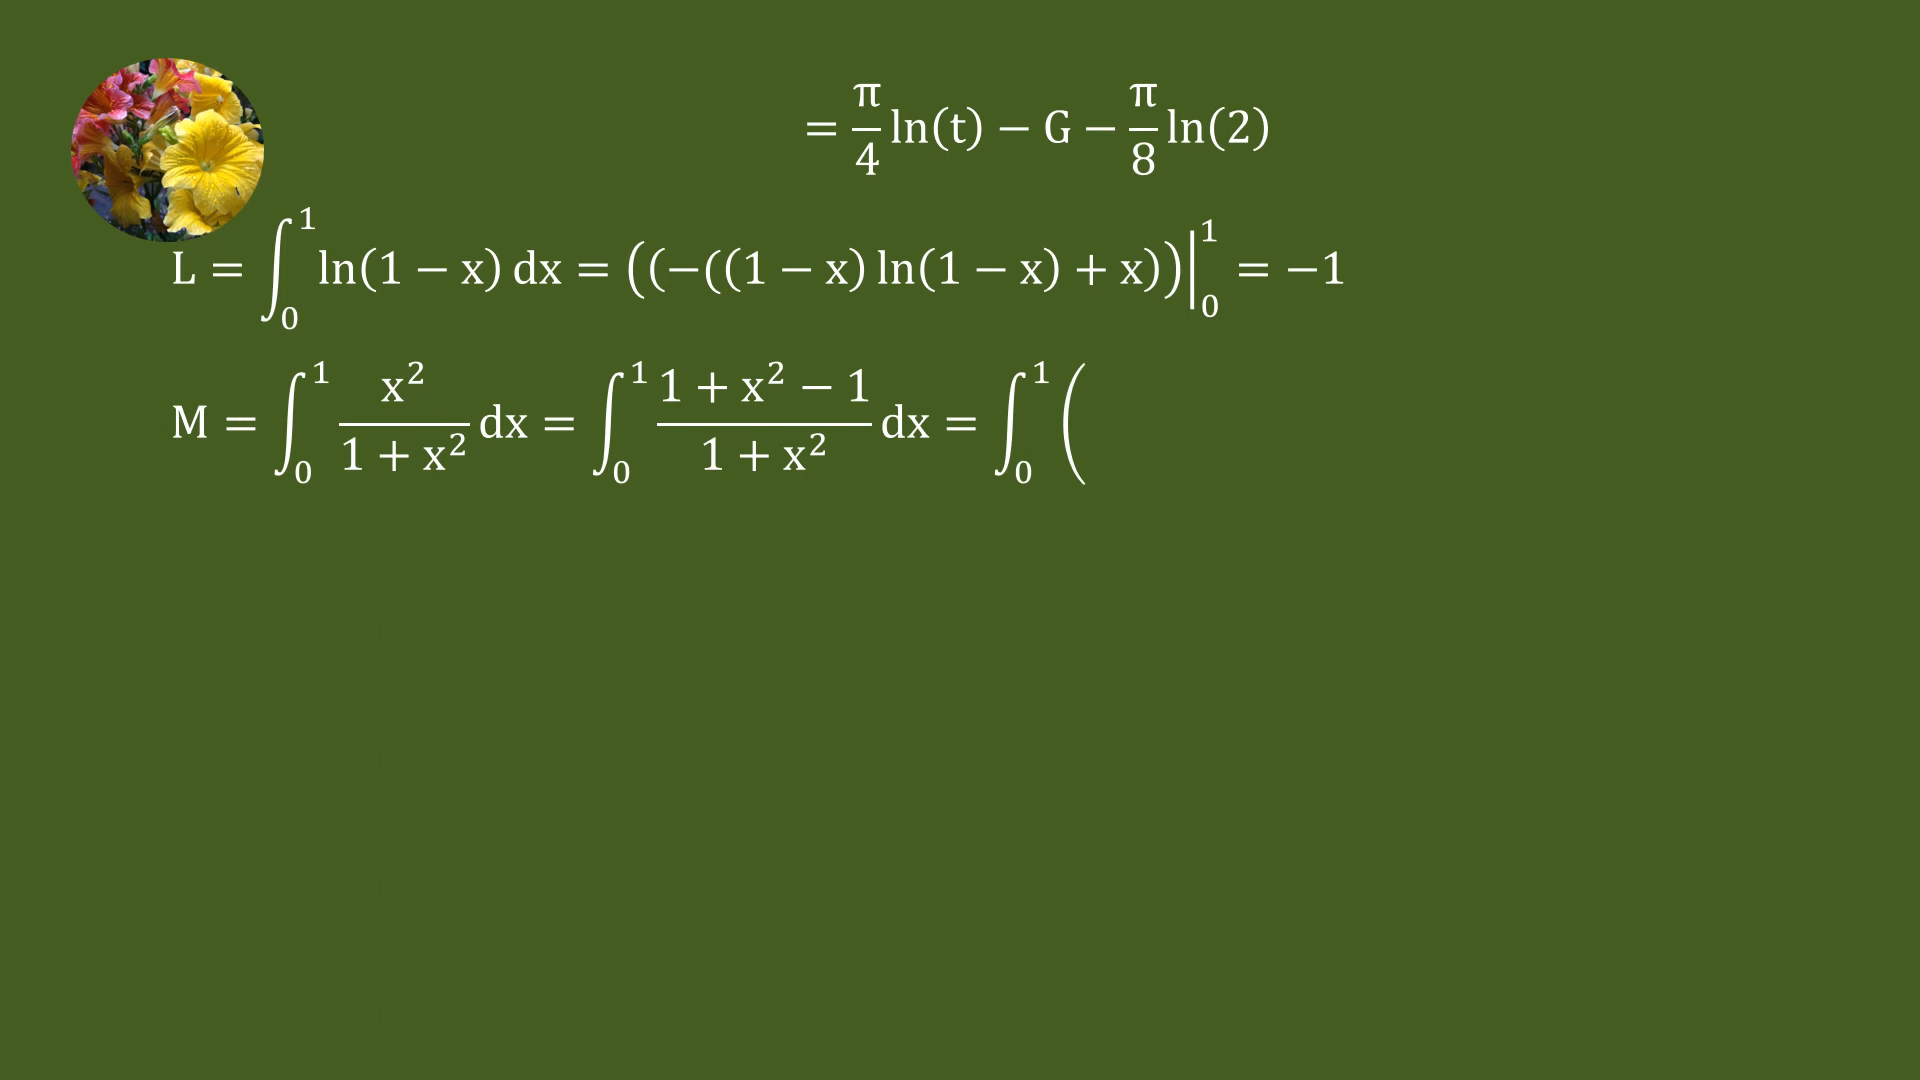 = π/4 ln(t) − G − π/8 ln(2)
L = ∫₀¹ ln(1 − x) dx = ((−((1 − x) ln(1 − x) + x))|₀¹ = −1
M = ∫₀¹ x²/(1 + x²) dx = ∫₀¹ (1 + x² − 1)/(1 + x²) dx = ∫₀¹ (